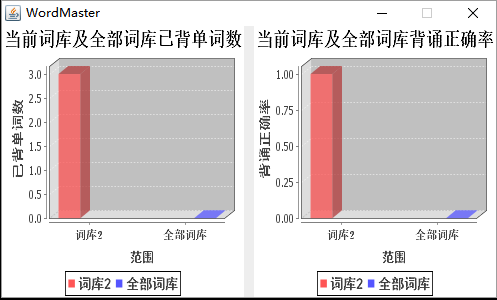 WordMaster
当前词库及全部词库已背单词数
已背单词数
3.0
2.5
2.0
1.5
1.0
0.5
0.0
词库2
全部词库
范围
词库2 全部词库
当前词库及全部词库背诵正确率
背诵正确率
1.00
0.75
0.50
0.25
0.00
词库2
全部词库
范围
词库2 全部词库